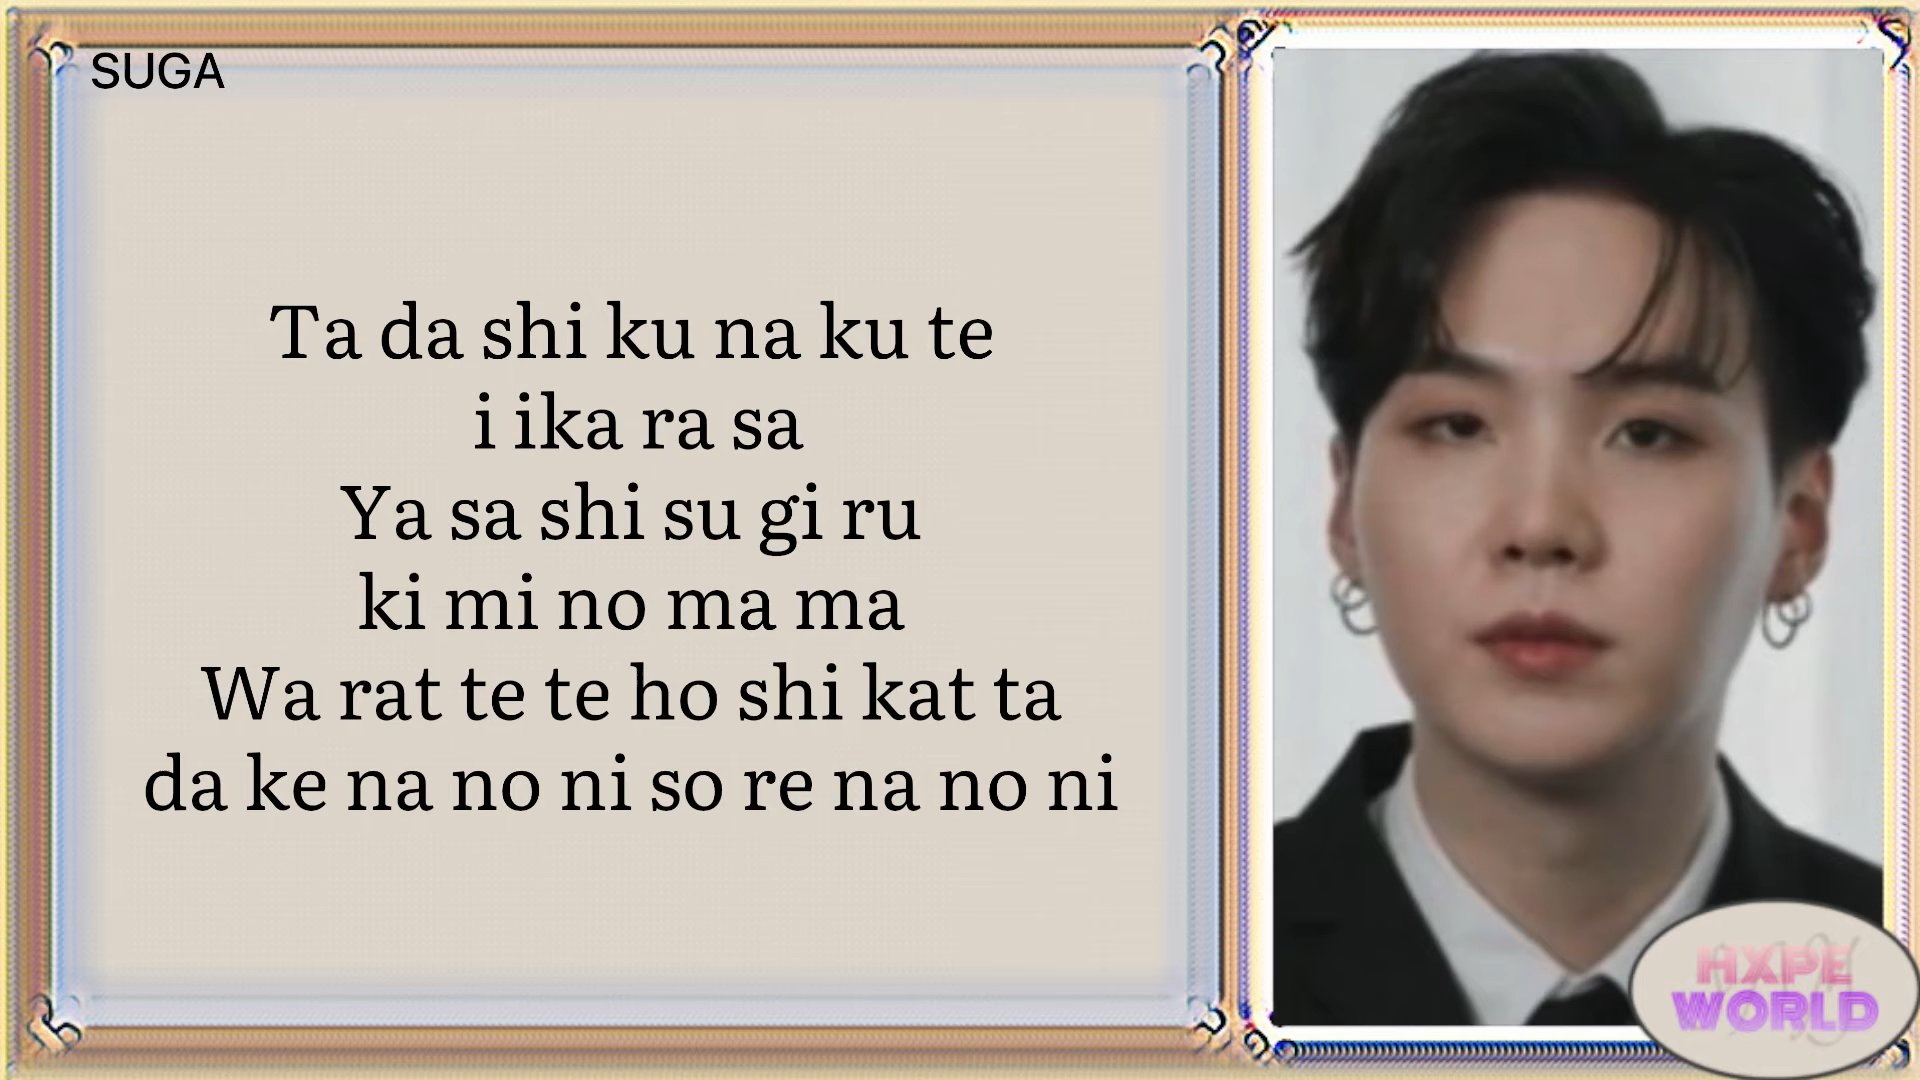 SUGA
Ta da shi ku na ku te
i ika ra sa
Ya sa shi su gi ru
ki mi no ma ma
Wa rat te te ho shi kat ta
da ke na no ni so re na no ni
HXPE
WORLD